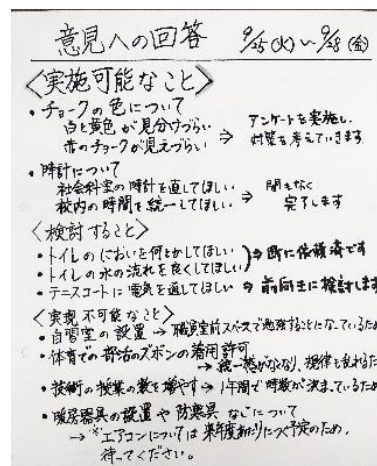 意見への回答 9/25(火)〜9/28(金)
〈実施可能なこと〉
・チョークの色について
白と黄色が見分けづらい → アンケートを実施し、
赤のチョークが見えづらい 対策を考えていきます
・時計について
社会科室の時計を直してほしい → 間もなく
校内の時間を統一してほしい 完了します
〈検討すること〉
・トイレのにおいを何とかしてほしい
・トイレの水の流れを良くしてほしい → 既に依頼済です
・テニスコートに電気を通してほしい → 前向きに検討します
〈実現不可能なこと〉
・自習室の設置 → 職員室前スペースで勉強することになっているため
・体育での部活のズボンの着用許可
→ 統一感がなくなり、規律も乱れるた
・技術の授業の数を増やす → 1年間で時数が決まっているため
・暖房器具の設置や防寒具などについて
→ ※エアコンについては来年度あたりにつく予定のため、
待ってください。